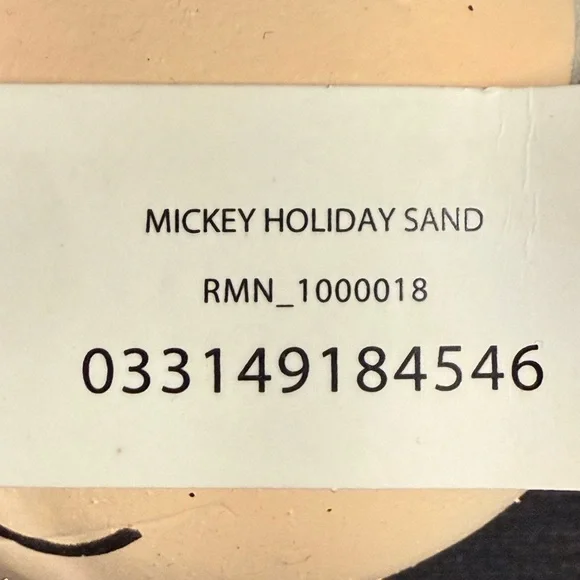 MICKEY HOLIDAY SAND
RMN_1000018
033149184546